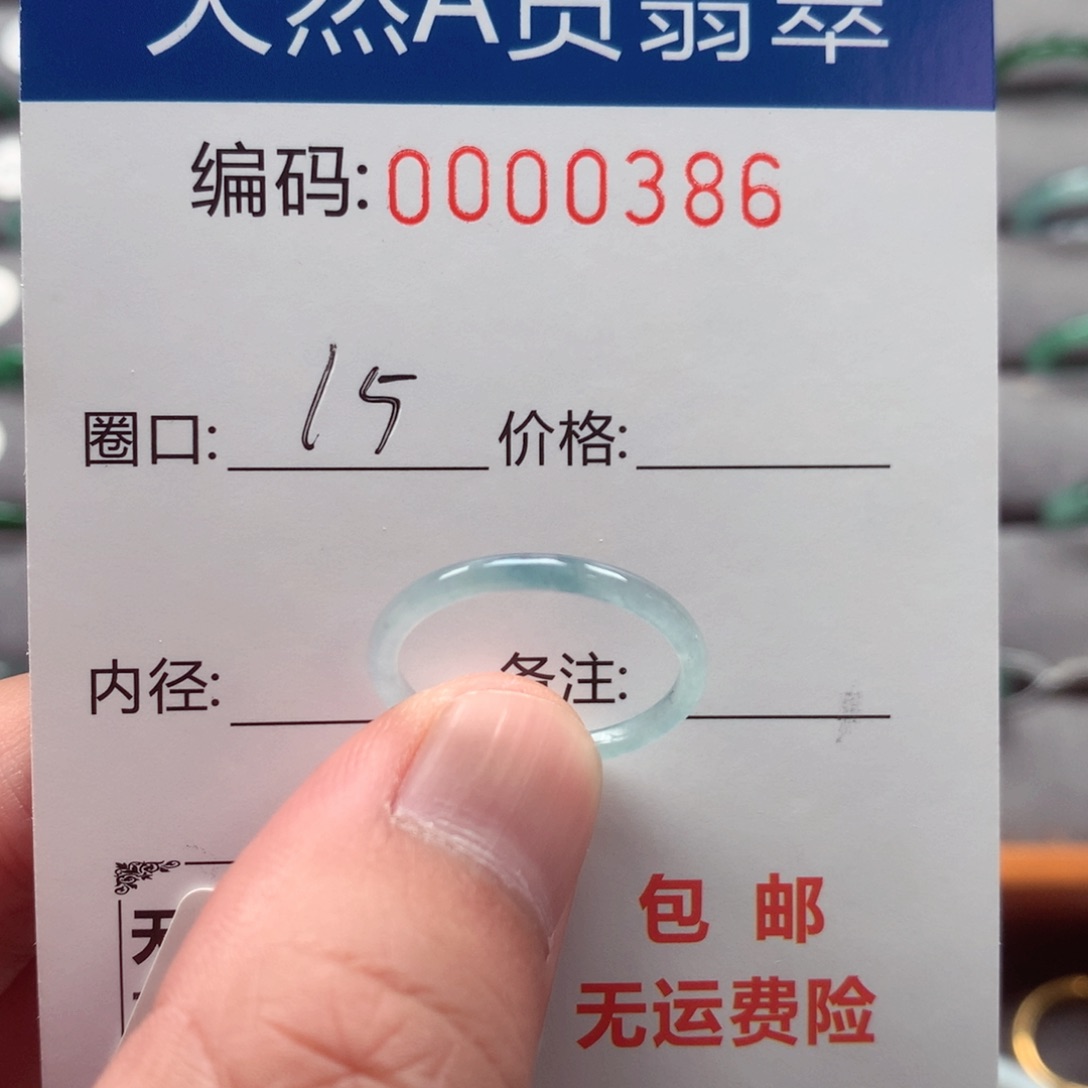 天然A货翡翠
编码:0000386
圈口: 15 价格:
内径: 备注:
包 邮
无运费险